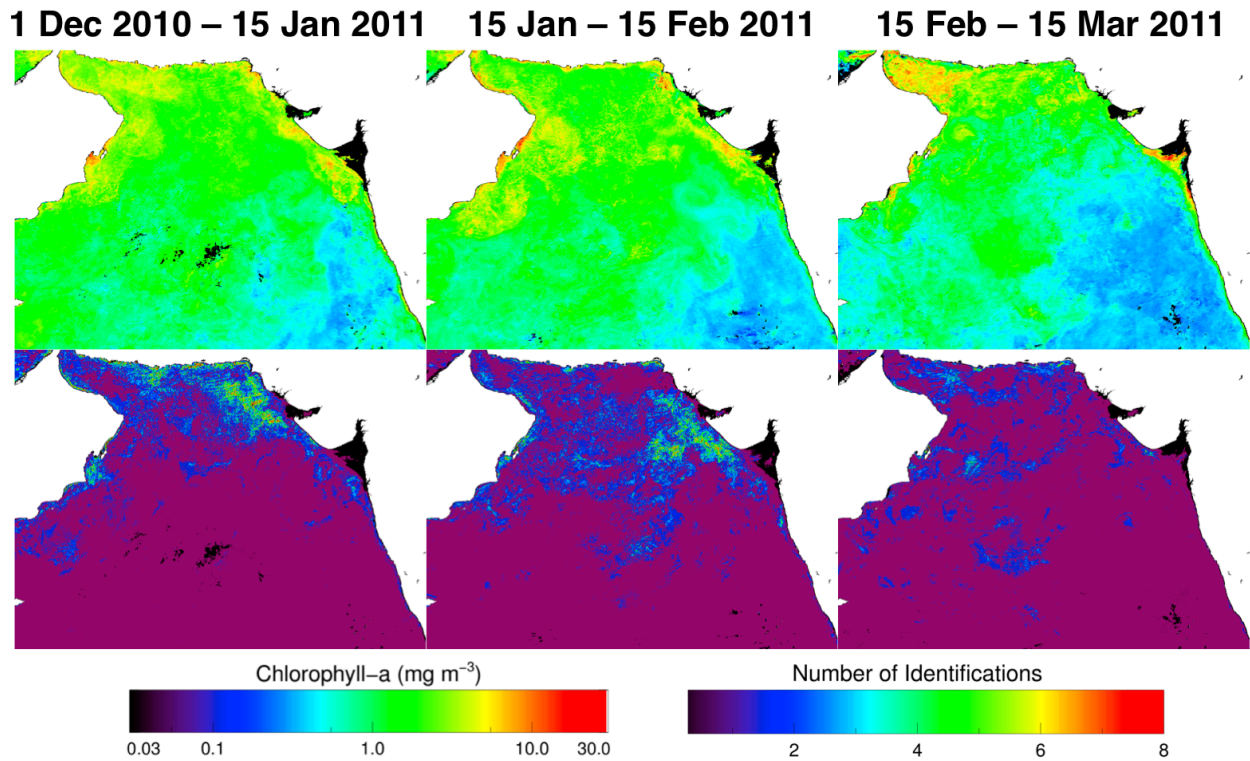 1 Dec 2010 – 15 Jan 2011
15 Jan – 15 Feb 2011
15 Feb – 15 Mar 2011
Chlorophyll–a (mg m⁻³)
Number of Identifications
0.03 0.1 1.0 10.0 30.0
2 4 6 8